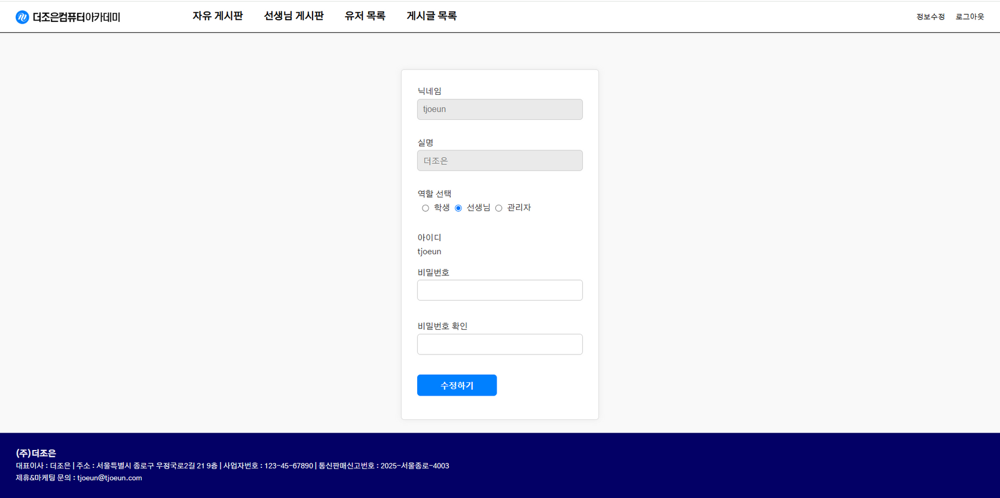 더조은컴퓨터아카데미
자유 게시판 선생님 게시판 유저 목록 게시글 목록
정보수정 로그아웃
닉네임
tjoeun
실명
더조은
역할 선택
학생 선생님 관리자
아이디
tjoeun
비밀번호
비밀번호 확인
수정하기
(주)더조은
대표이사 : 더조은 | 주소 : 서울특별시 종로구 우정국로2길 21 9층 | 사업자번호 : 123-45-67890 | 통신판매신고번호 : 2025-서울종로-4003
제휴&마케팅 문의 : tjoeun@tjoeun.com